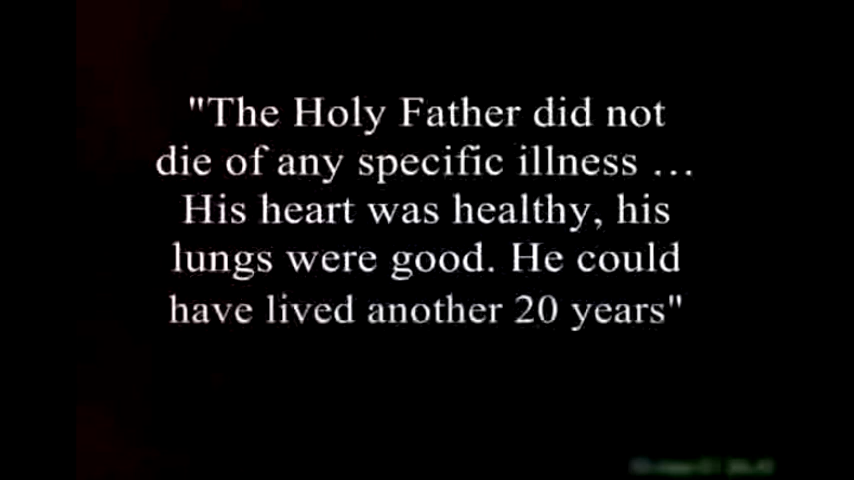 "The Holy Father did not
die of any specific illness …
His heart was healthy, his
lungs were good. He could
have lived another 20 years"